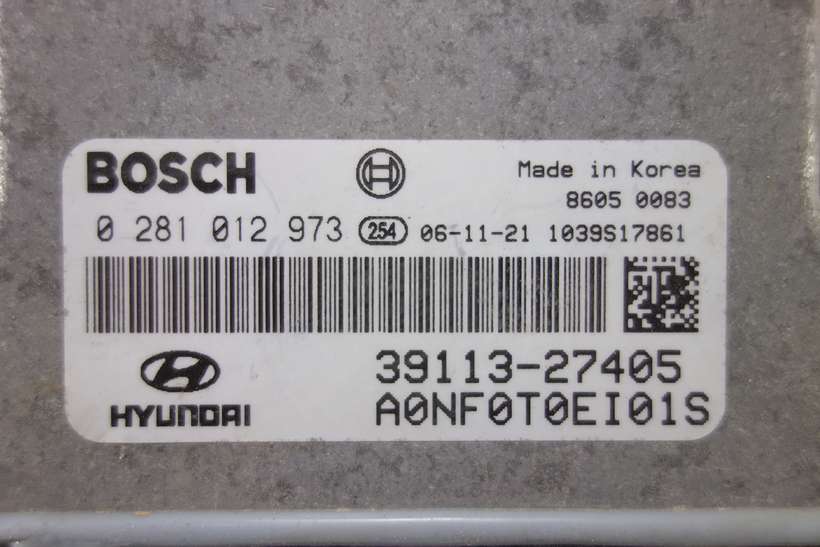 BOSCH
Made in Korea
8605 0083
0 281 012 973 254 06-11-21 1039S17861
39113-27405
HYUNDAI A0NF0T0EI01S